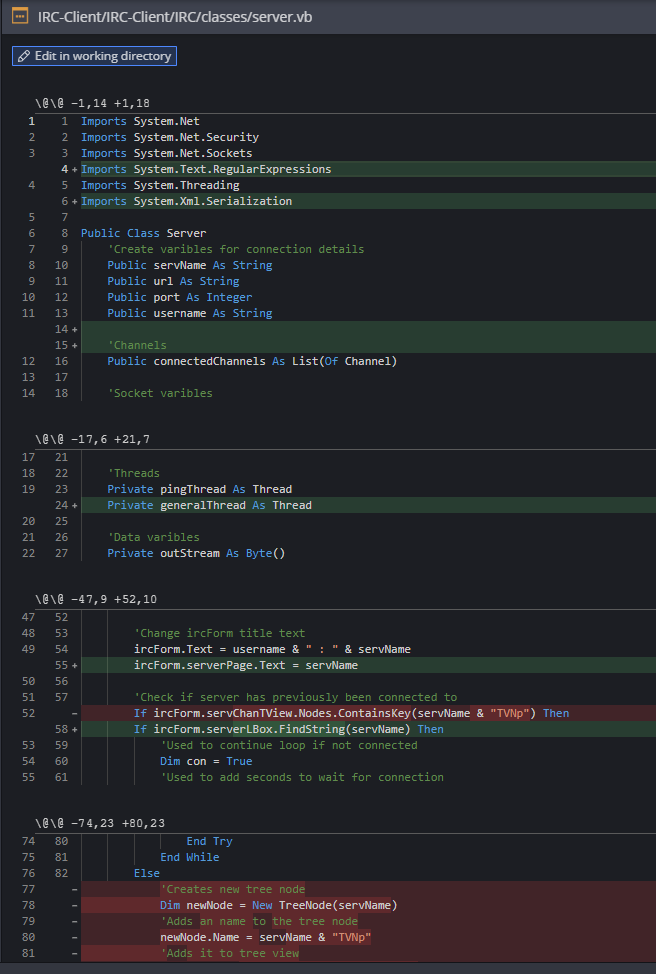 IRC-Client/IRC-Client/IRC/classes/server.vb
Edit in working directory
\@\@ -1,14 +1,18
1 1 Imports System.Net
2 2 Imports System.Net.Security
3 3 Imports System.Net.Sockets
4 + Imports System.Text.RegularExpressions
4 5 Imports System.Threading
6 + Imports System.Xml.Serialization
5 7
6 8 Public Class Server
7 9 'Create varibles for connection details
8 10 Public servName As String
9 11 Public url As String
10 12 Public port As Integer
11 13 Public username As String
14 +
15 + 'Channels
12 16 Public connectedChannels As List(Of Channel)
13 17
14 18 'Socket varibles
\@\@ -17,6 +21,7
17 21
18 22 'Threads
19 23 Private pingThread As Thread
24 + Private generalThread As Thread
20 25
21 26 'Data varibles
22 27 Private outStream As Byte()
\@\@ -47,9 +52,10
47 52
48 53 'Change ircForm title text
49 54 ircForm.Text = username & " : " & servName
55 + ircForm.serverPage.Text = servName
50 56
51 57 'Check if server has previously been connected to
52 - If ircForm.servChanTView.Nodes.ContainsKey(servName & "TVNp") Then
58 + If ircForm.serverLBox.FindString(servName) Then
53 59 'Used to continue loop if not connected
54 60 Dim con = True
55 61 'Used to add seconds to wait for connection
\@\@ -74,23 +80,23
74 80 End Try
75 81 End While
76 82 Else
77 - 'Creates new tree node
78 - Dim newNode = New TreeNode(servName)
79 - 'Adds an name to the tree node
80 - newNode.Name = servName & "TVNp"
81 - 'Adds it to tree view